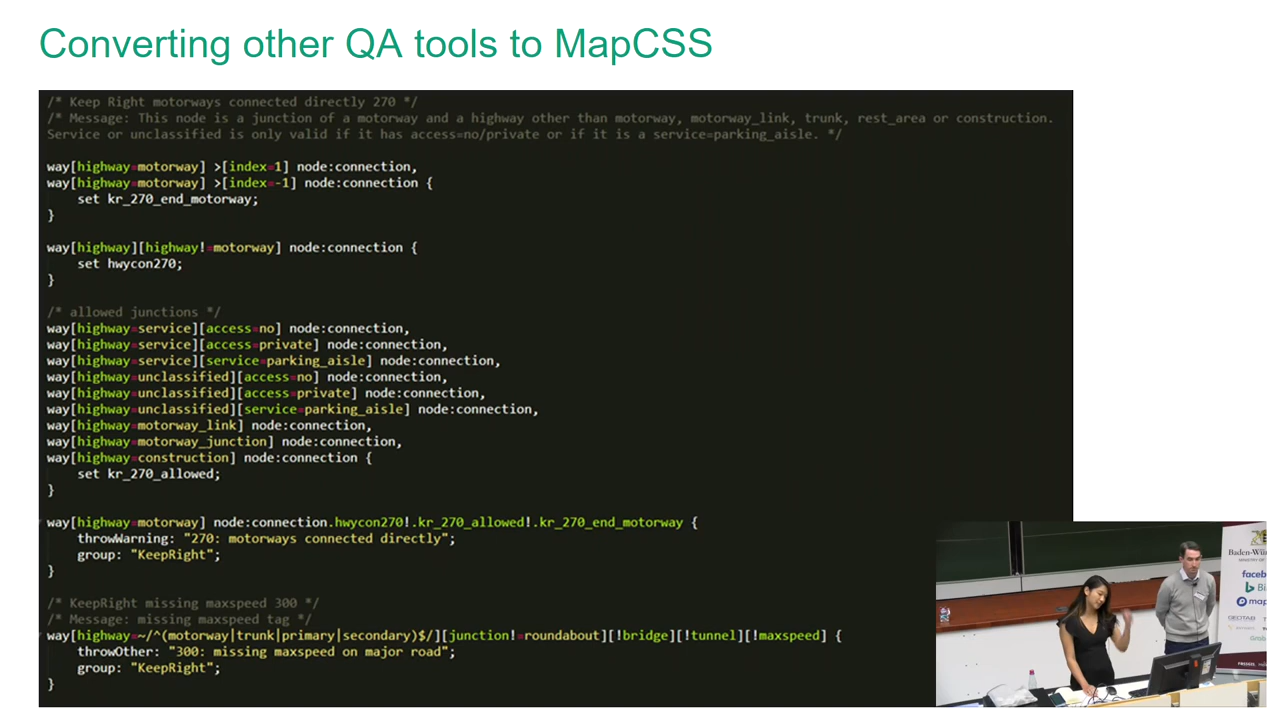 Converting other QA tools to MapCSS
/* Keep Right motorways connected directly 270 */
/* Message: This node is a junction of a motorway and a highway other than motorway, motorway_link, trunk, rest_area or construction.
Service or unclassified is only valid if it has access=no/private or if it is a service=parking_aisle. */
way[highway=motorway] >[index=1] node:connection,
way[highway=motorway] >[index=-1] node:connection {
set kr_270_end_motorway;
}
way[highway][highway!=motorway] node:connection {
set hwycon270;
}
/* allowed junctions */
way[highway=service][access=no] node:connection,
way[highway=service][access=private] node:connection,
way[highway=service][service=parking_aisle] node:connection,
way[highway=unclassified][access=no] node:connection,
way[highway=unclassified][access=private] node:connection,
way[highway=unclassified][service=parking_aisle] node:connection,
way[highway=motorway_link] node:connection,
way[highway=motorway_junction] node:connection,
way[highway=construction] node:connection {
set kr_270_allowed;
}
way[highway=motorway] node:connection.hwycon270!.kr_270_allowed!.kr_270_end_motorway {
throwWarning: "270: motorways connected directly";
group: "KeepRight";
}
/* KeepRight missing maxspeed 300 */
/* Message: missing maxspeed tag */
way[highway=~/^(motorway|trunk|primary|secondary)$/][junction!=roundabout][!bridge][!tunnel][!maxspeed] {
throwOther: "300: missing maxspeed on major road";
group: "KeepRight";
}
Baden-Wü
faceb
Bi
map
GEOTAB
Grab